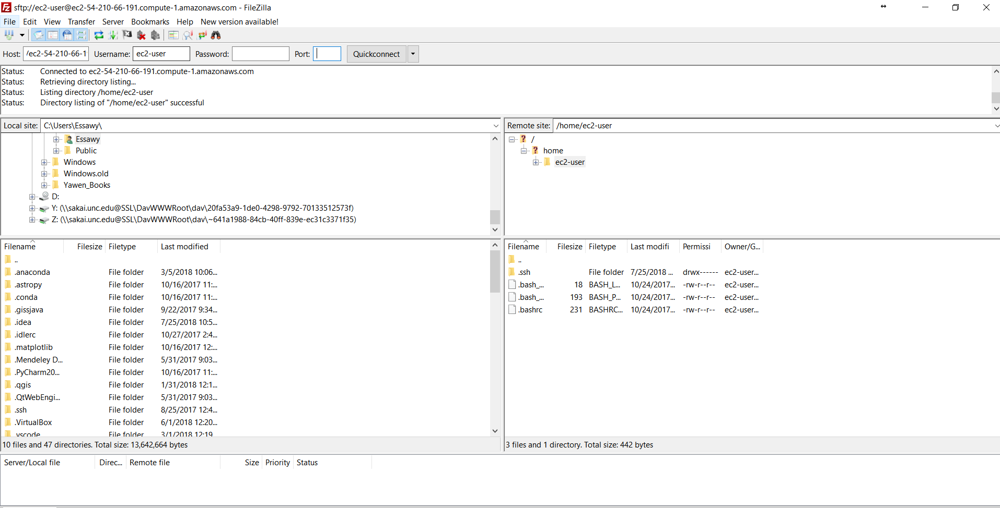 sftp://ec2-user@ec2-54-210-66-191.compute-1.amazonaws.com - FileZilla
File Edit View Transfer Server Bookmarks Help New version available!
Host: /ec2-54-210-66-1 Username: ec2-user Password: Port: Quickconnect
Status: Connected to ec2-54-210-66-191.compute-1.amazonaws.com
Status: Retrieving directory listing...
Status: Listing directory /home/ec2-user
Status: Directory listing of "/home/ec2-user" successful
Local site: C:\Users\Essawy\
Essawy
Public
Windows
Windows.old
Yawen_Books
D:
Y: (\\sakai.unc.edu@SSL\DavWWWRoot\dav\20fa53a9-1de0-4298-9792-70133512573f)
Z: (\\sakai.unc.edu@SSL\DavWWWRoot\dav\~641a1988-84cb-40ff-839e-ec31c3371f35)
Remote site: /home/ec2-user
/
home
ec2-user
Filename Filesize Filetype Last modified
..
.anaconda File folder 3/5/2018 10:06...
.astropy File folder 10/16/2017 11:...
.conda File folder 10/16/2017 11:...
.gissjava File folder 9/22/2017 9:34...
.idea File folder 7/25/2018 10:5...
.idlerc File folder 10/27/2017 2:4...
.matplotlib File folder 10/16/2017 12:...
.Mendeley D... File folder 5/31/2017 9:03...
.PyCharm20... File folder 10/16/2017 11:...
.qgis File folder 1/31/2018 12:1...
.QtWebEngi... File folder 5/31/2017 9:03...
.ssh File folder 8/25/2017 12:4...
.VirtualBox File folder 6/1/2018 12:20...
.vscode File folder 3/1/2018 12:19
10 files and 47 directories. Total size: 13,642,664 bytes
Filename Filesize Filetype Last modifi Permissi Owner/G...
..
.ssh File folder 7/25/2018 ... drwx------ ec2-user...
.bash_... 18 BASH_L... 10/24/2017... -rw-r--r-- ec2-user...
.bash_... 193 BASH_P... 10/24/2017... -rw-r--r-- ec2-user...
.bashrc 231 BASHRC... 10/24/2017... -rw-r--r-- ec2-user...
3 files and 1 directory. Total size: 442 bytes
Server/Local file Direc... Remote file Size Priority Status